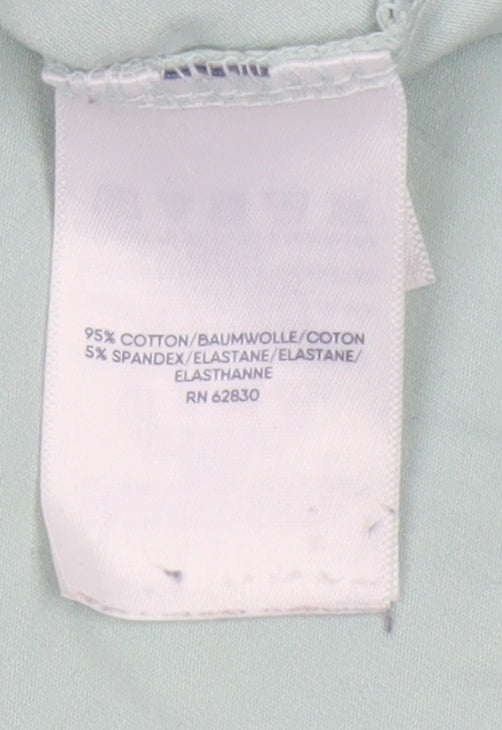 95% COTTON/BAUMWOLLE/COTON
5% SPANDEX/ELASTANE/ELASTANE/
ELASTHANNE
RN 62830